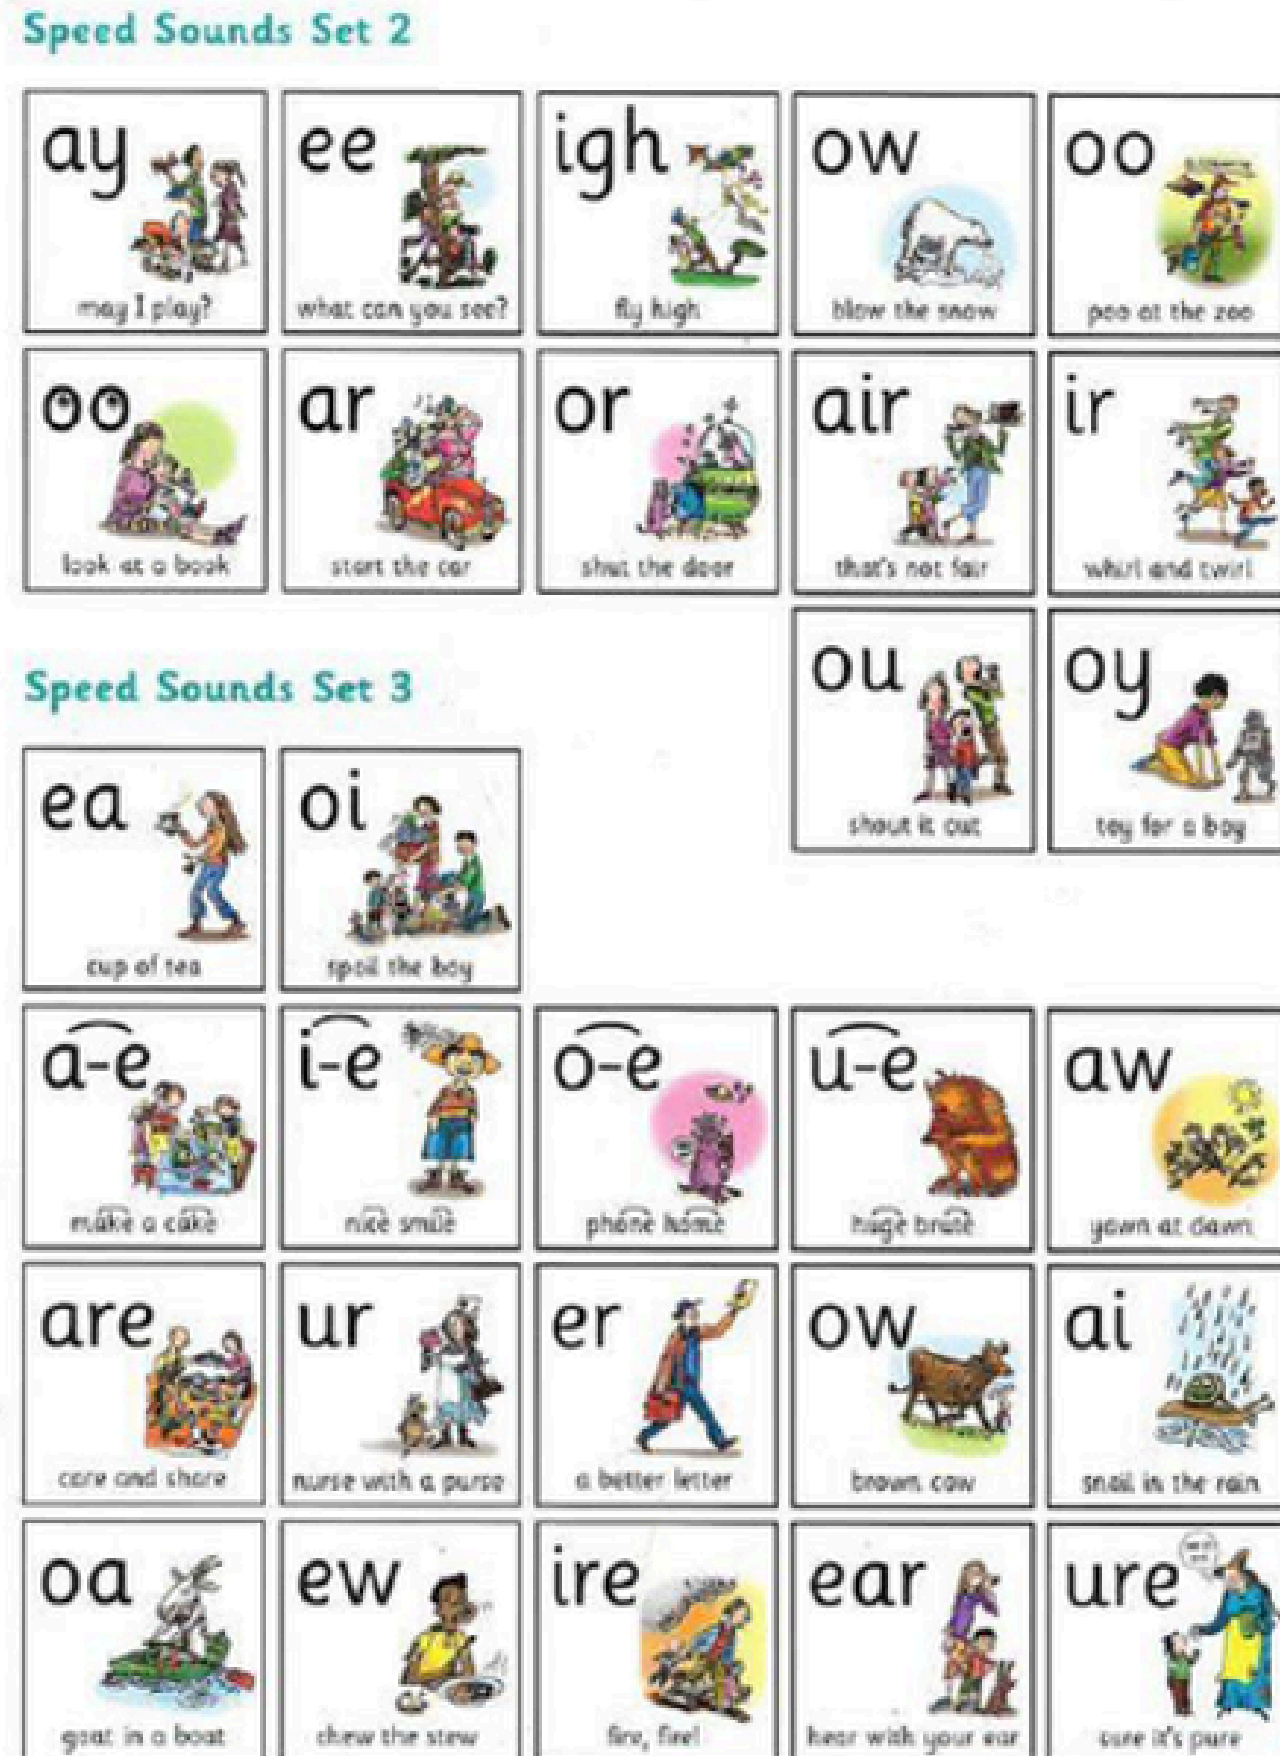 Speed Sounds Set 2
ay
may I play?
ee
what can you see?
igh
fly high
ow
blow the snow
oo
poo at the zoo
oo
look at a book
ar
start the car
or
shut the door
air
that's not fair
ir
whirl and twirl
ou
shout it out
oy
toy for a boy
Speed Sounds Set 3
ea
cup of tea
oi
spoil the boy
a-e
make a cake
i-e
nice smile
o-e
phone home
u-e
huge brute
aw
yawn at dawn
are
care and share
ur
nurse with a purse
er
a better letter
ow
brown cow
ai
snail in the rain
oa
goat in a boat
ew
chew the stew
ire
fire, fire!
ear
hear with your ear
ure
sure it's pure